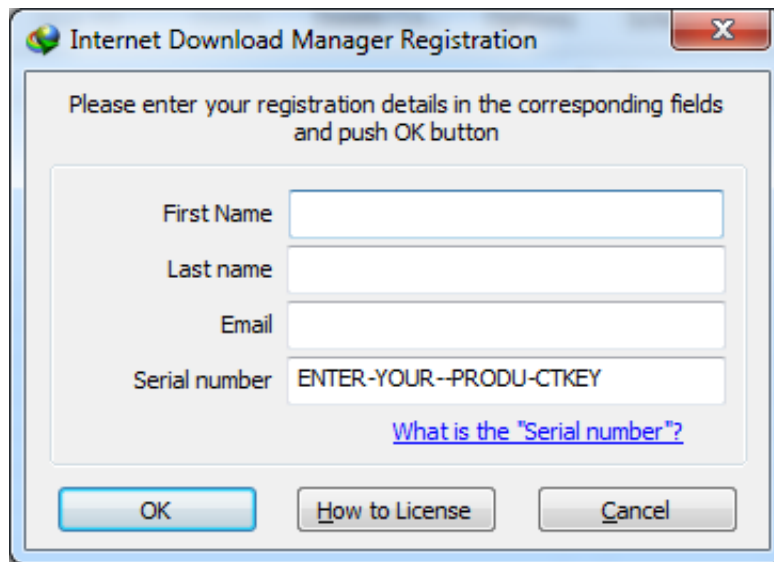 Internet Download Manager Registration
X
Please enter your registration details in the corresponding fields
and push OK button
First Name
Last name
Email
Serial number ENTER-YOUR--PRODU-CTKEY
What is the "Serial number"?
OK How to License Cancel